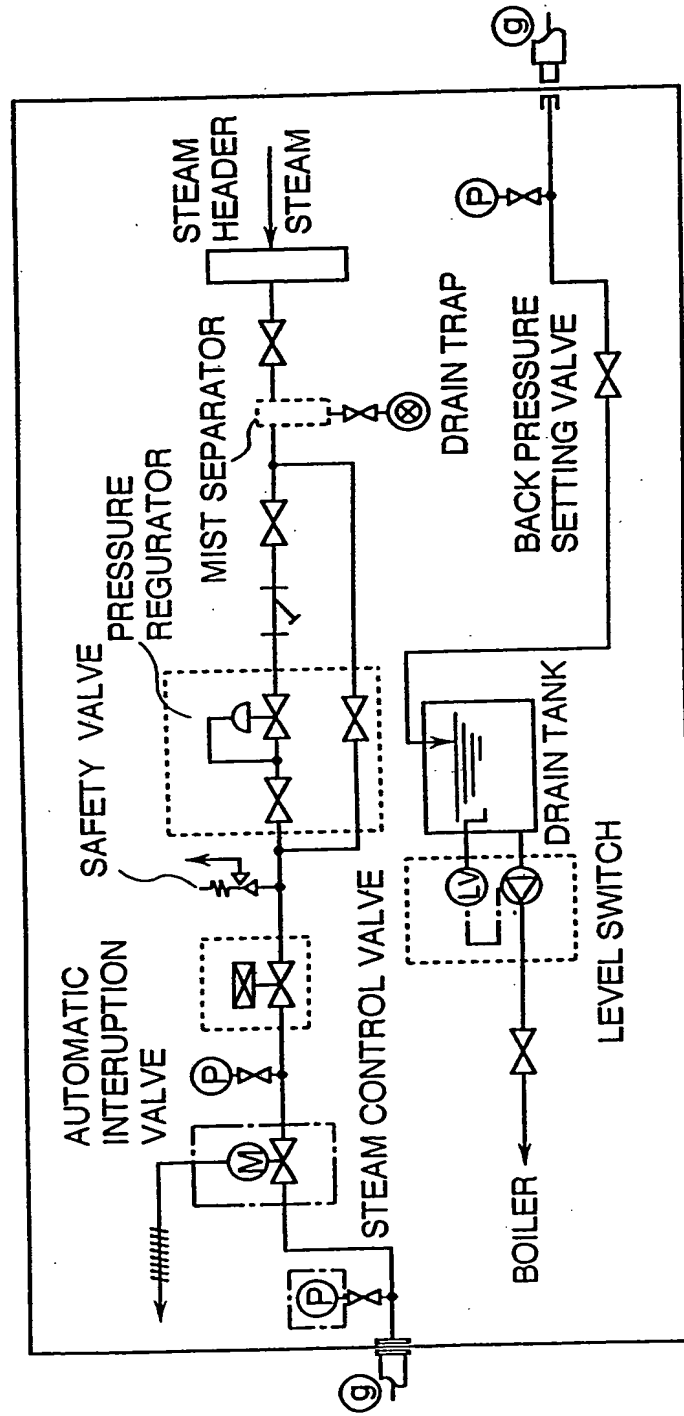 AUTOMATIC
INTERUPTION
VALVE
SAFETY VALVE
PRESSURE
REGURATOR
MIST SEPARATOR
STEAM
HEADER
STEAM
M
P
P
g
STEAM CONTROL VALVE
DRAIN TRAP
BACK PRESSURE
SETTING VALVE
P
g
LV
DRAIN TANK
LEVEL SWITCH
BOILER